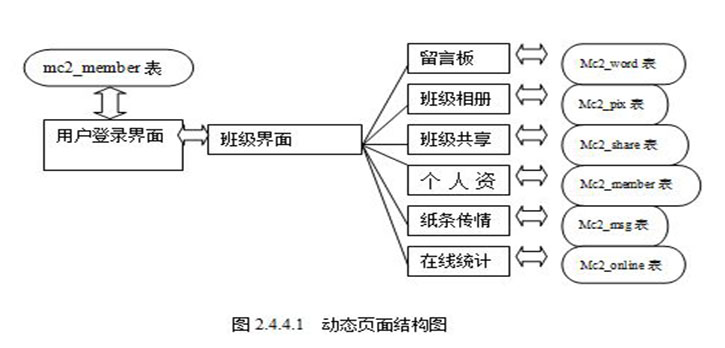 mc2_member 表
用户登录界面
班级界面
留言板
Mc2_word 表
班级相册
Mc2_pix 表
班级共享
Mc2_share 表
个 人 资
Mc2_member 表
纸条传情
Mc2_msg 表
在线统计
Mc2_online 表
图 2.4.4.1 动态页面结构图